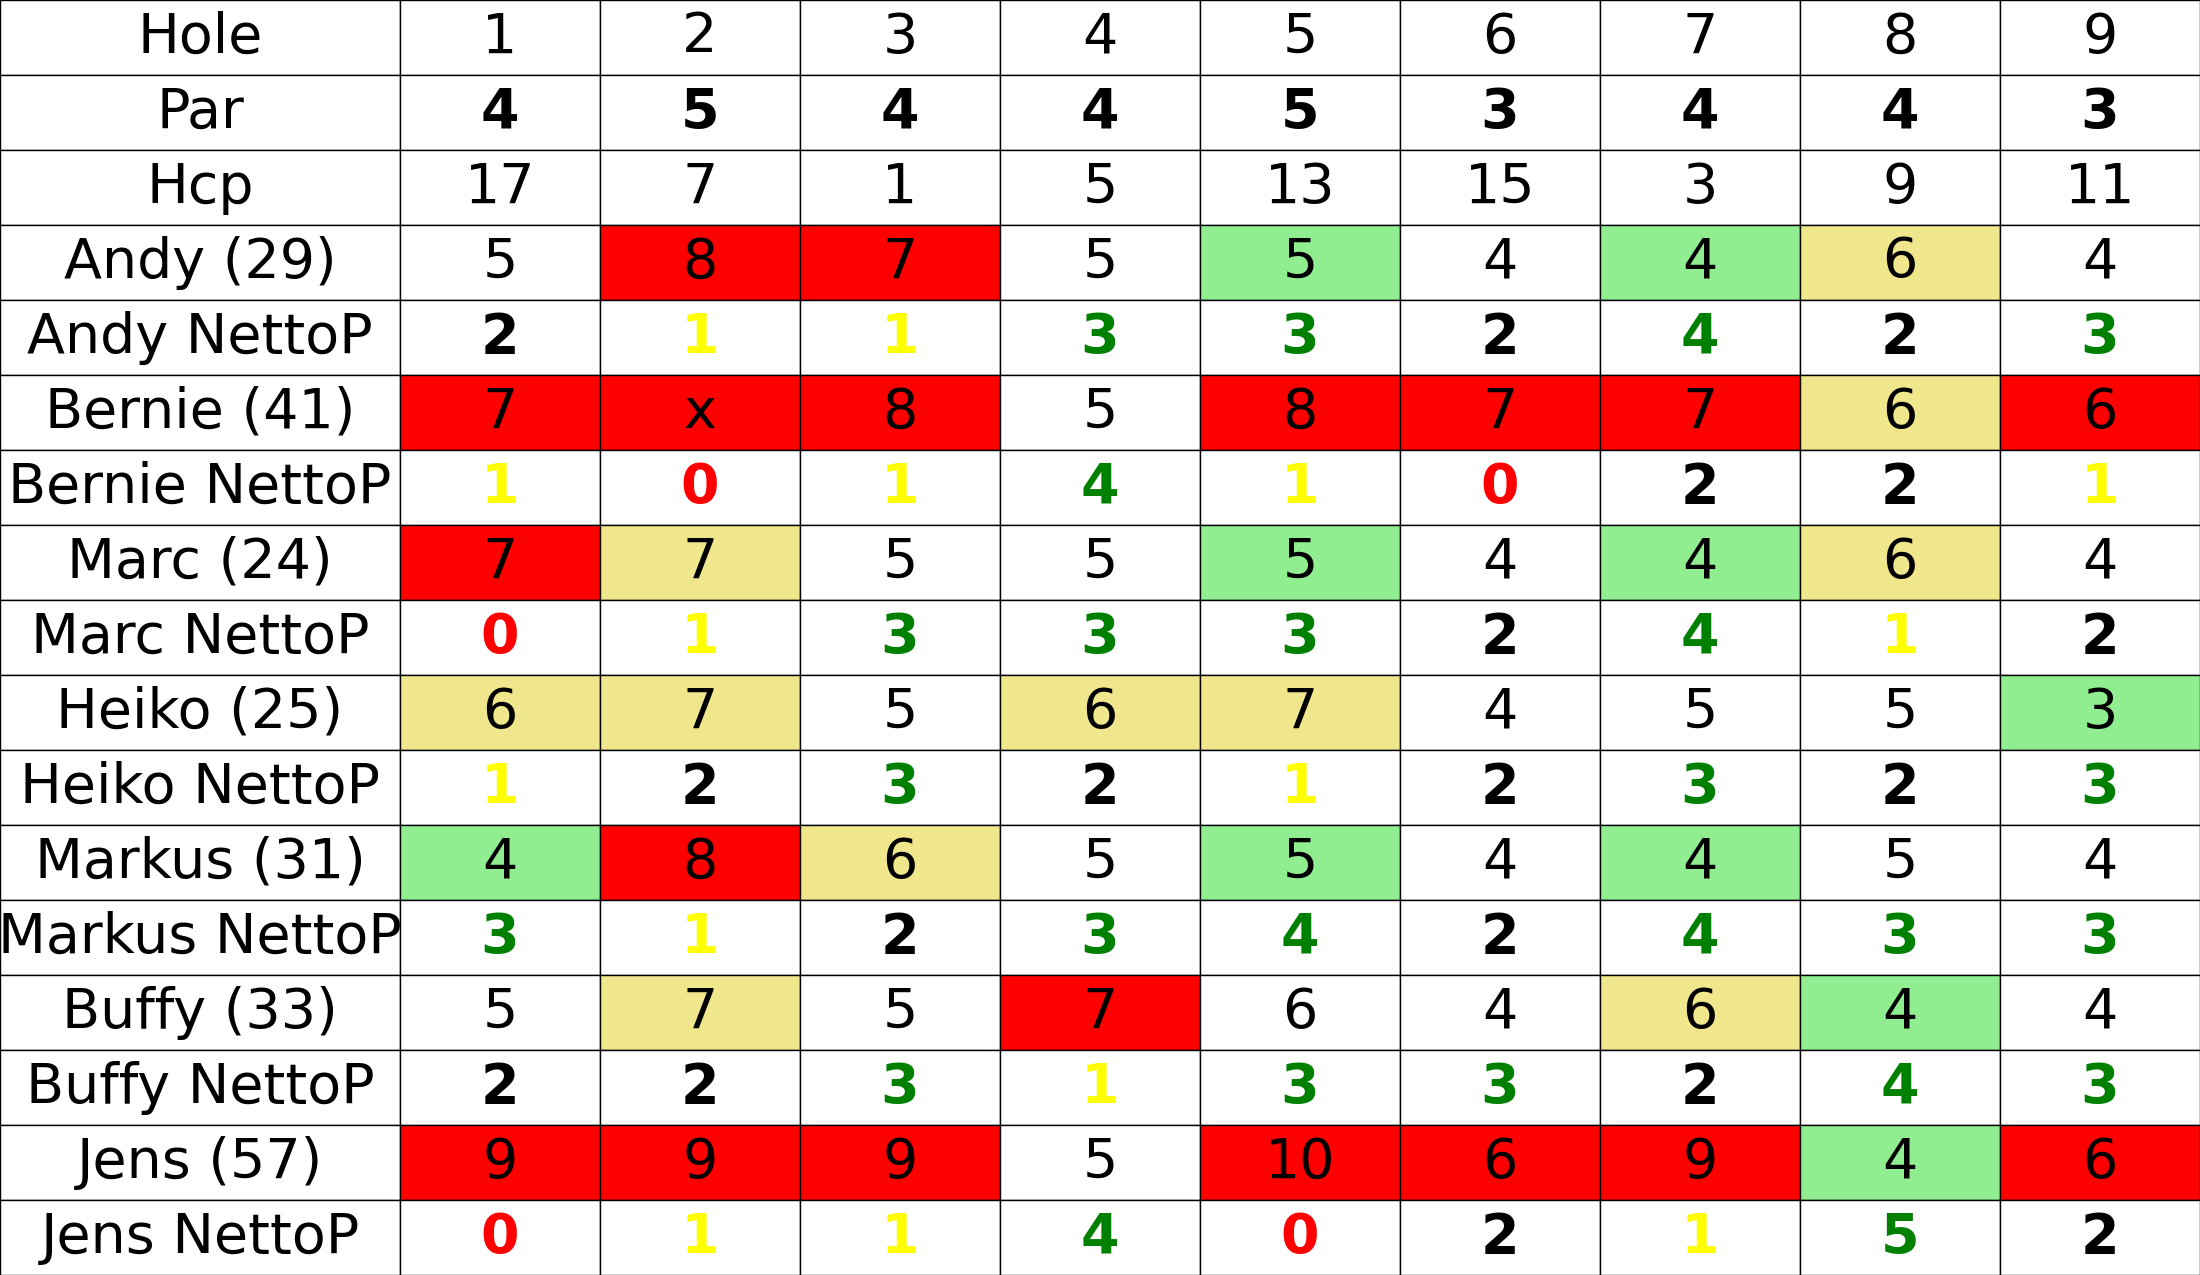 Hole 1 2 3 4 5 6 7 8 9
Par 4 5 4 4 5 3 4 4 3
Hcp 17 7 1 5 13 15 3 9 11
Andy (29) 5 8 7 5 5 4 4 6 4
Andy NettoP 2 1 1 3 3 2 4 2 3
Bernie (41) 7 x 8 5 8 7 7 6 6
Bernie NettoP 1 0 1 4 1 0 2 2 1
Marc (24) 7 7 5 5 5 4 4 6 4
Marc NettoP 0 1 3 3 3 2 4 1 2
Heiko (25) 6 7 5 6 7 4 5 5 3
Heiko NettoP 1 2 3 2 1 2 3 2 3
Markus (31) 4 8 6 5 5 4 4 5 4
Markus NettoP 3 1 2 3 4 2 4 3 3
Buffy (33) 5 7 5 7 6 4 6 4 4
Buffy NettoP 2 2 3 1 3 3 2 4 3
Jens (57) 9 9 9 5 10 6 9 4 6
Jens NettoP 0 1 1 4 0 2 1 5 2